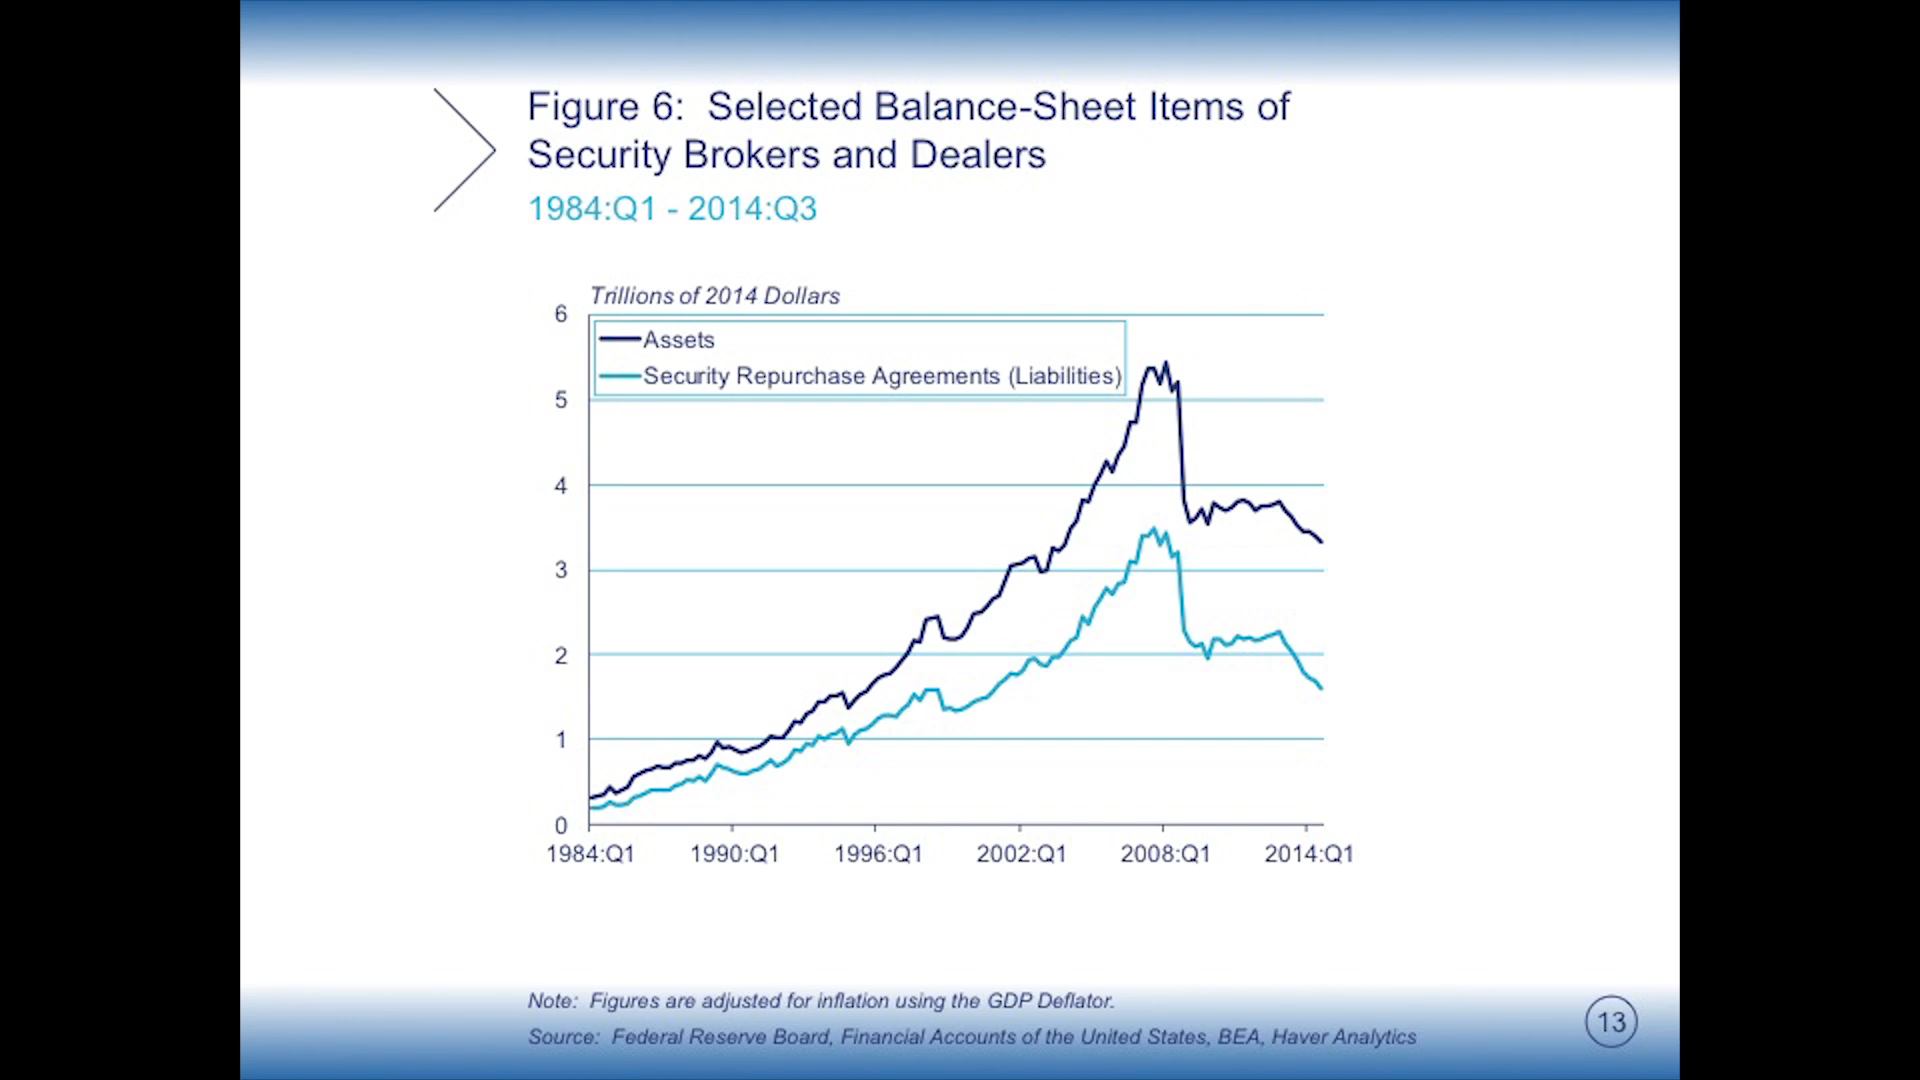 Figure 6: Selected Balance-Sheet Items of
Security Brokers and Dealers
1984:Q1 - 2014:Q3
Trillions of 2014 Dollars
6
Assets
Security Repurchase Agreements (Liabilities)
5
4
3
2
1
0
1984:Q1 1990:Q1 1996:Q1 2002:Q1 2008:Q1 2014:Q1
Note: Figures are adjusted for inflation using the GDP Deflator.
Source: Federal Reserve Board, Financial Accounts of the United States, BEA, Haver Analytics
13